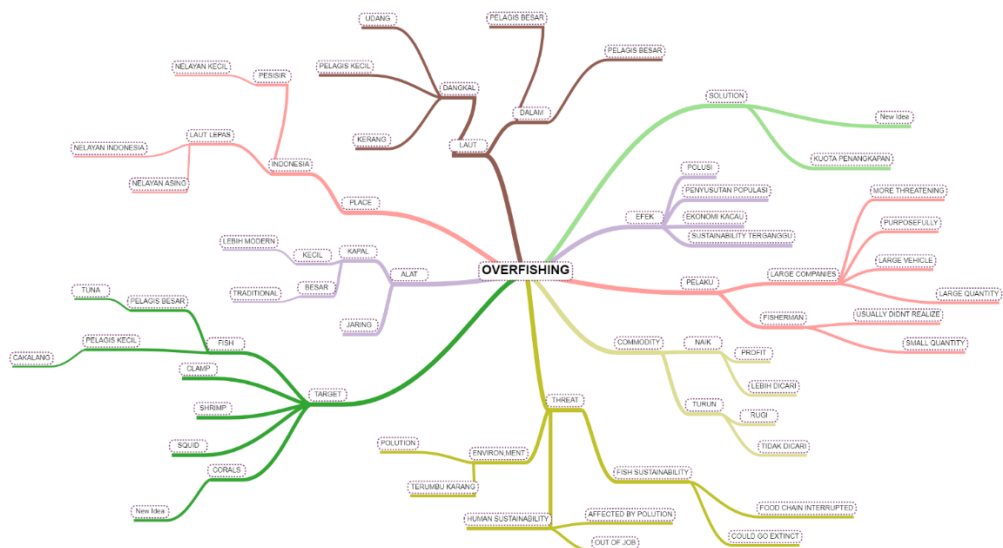 OVERFISHING
LAUT
DANGKAL
UDANG
PELAGIS KECIL
KERANG
DALAM
PELAGIS BESAR
PELAGIS BESAR
SOLUTION
New Idea
KUOTA PENANGKAPAN
EFEK
POLUSI
PENYUSUTAN POPULASI
EKONOMI KACAU
SUSTAINABILITY TERGANGGU
PELAKU
LARGE COMPANIES
MORE THREATENING
PURPOSEFULLY
LARGE VEHICLE
LARGE QUANTITY
FISHERMAN
USUALLY DIDNT REALIZE
SMALL QUANTITY
COMMODITY
NAIK
PROFIT
LEBIH DICARI
TURUN
RUGI
TIDAK DICARI
THREAT
FISH SUSTAINABILITY
FOOD CHAIN INTERRUPTED
COULD GO EXTINCT
HUMAN SUSTAINABILITY
AFFECTED BY POLUTION
OUT OF JOB
ENVIRON,MENT
POLUTION
TERUMBU KARANG
TARGET
FISH
PELAGIS BESAR
TUNA
PELAGIS KECIL
CAKALANG
CLAMP
SHRIMP
SQUID
CORALS
New Idea
ALAT
KAPAL
KECIL
LEBIH MODERN
BESAR
TRADITIONAL
JARING
PLACE
INDONESIA
PESISIR
NELAYAN KECIL
LAUT LEPAS
NELAYAN INDONESIA
NELAYAN ASING